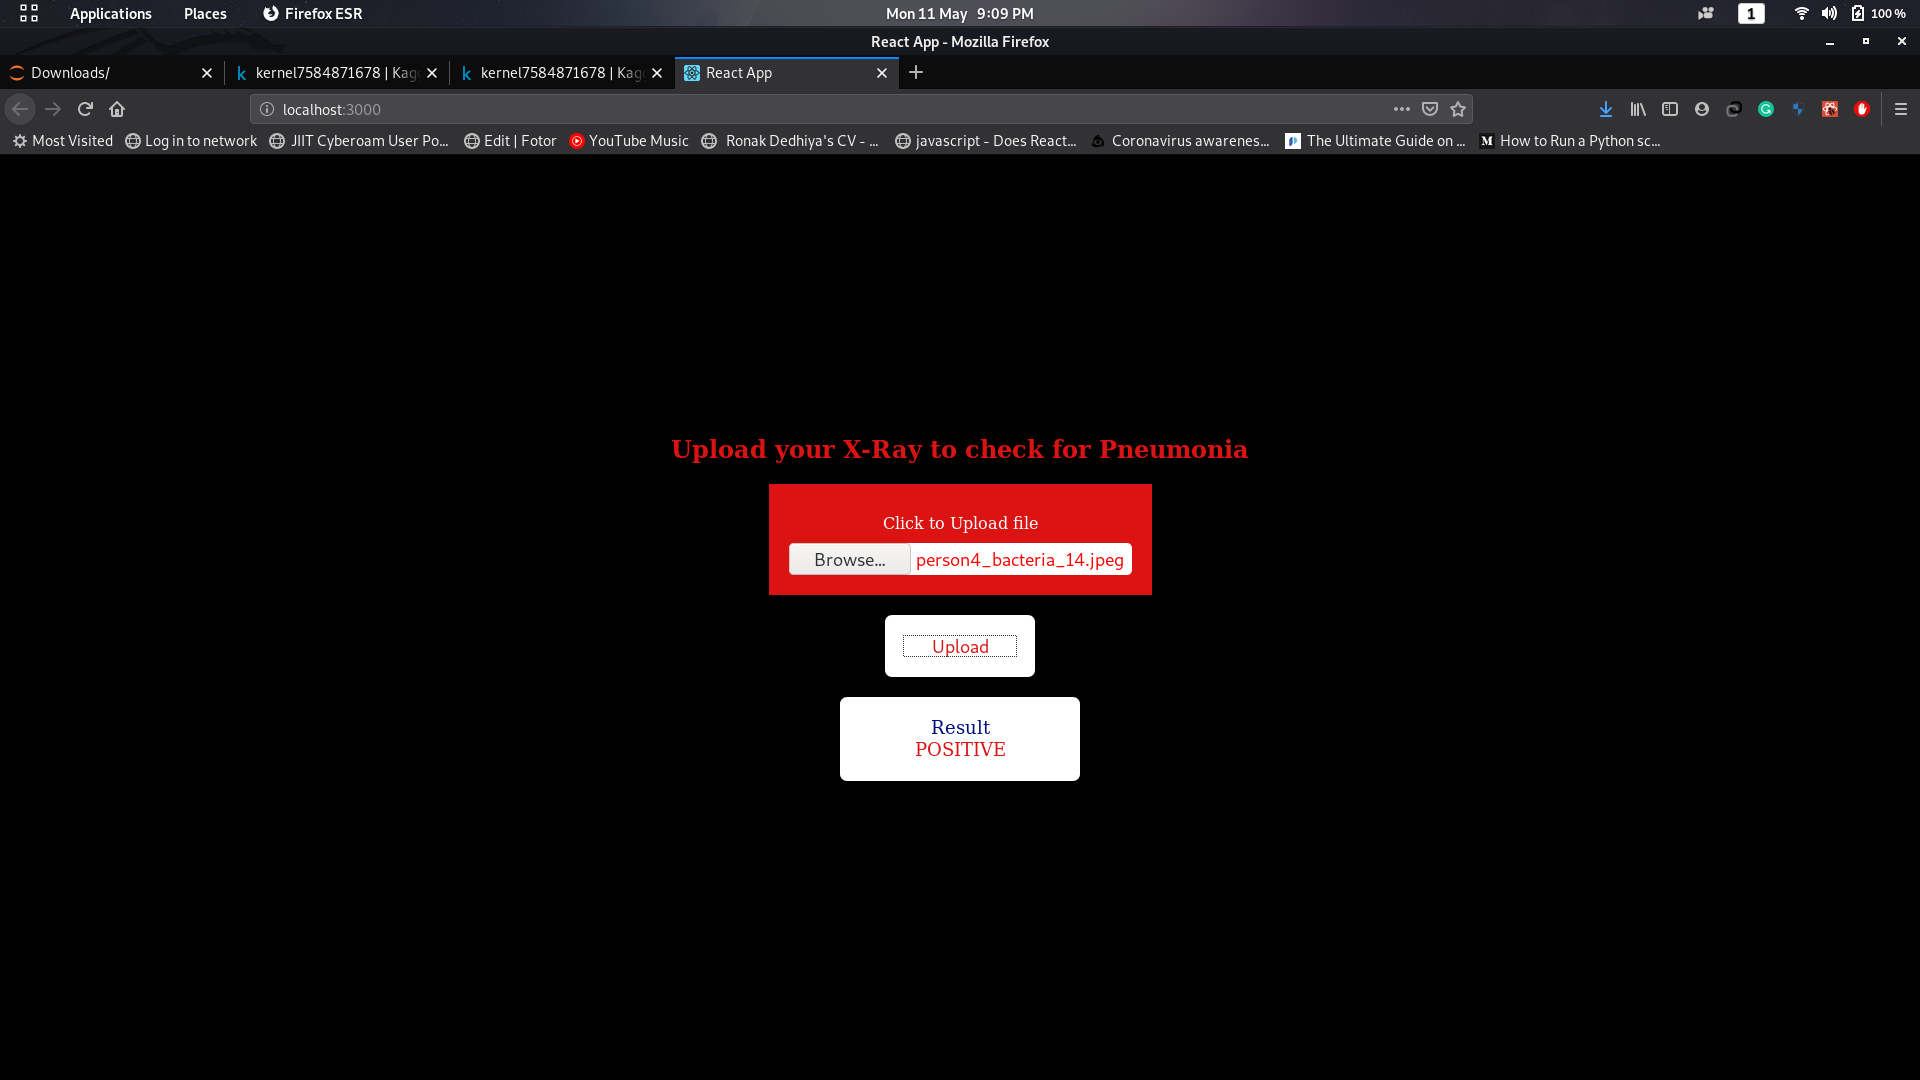 Applications Places Firefox ESR Mon 11 May 9:09 PM 1 100 %
React App - Mozilla Firefox
Downloads/ kernel7584871678 | Kag kernel7584871678 | Kag React App
localhost:3000
Most Visited Log in to network JIIT Cyberoam User Po... Edit | Fotor YouTube Music Ronak Dedhiya's CV - ... javascript - Does React... Coronavirus awarenes... The Ultimate Guide on ... M How to Run a Python sc...
Upload your X-Ray to check for Pneumonia
Click to Upload file
Browse... person4_bacteria_14.jpeg
Upload
Result
POSITIVE